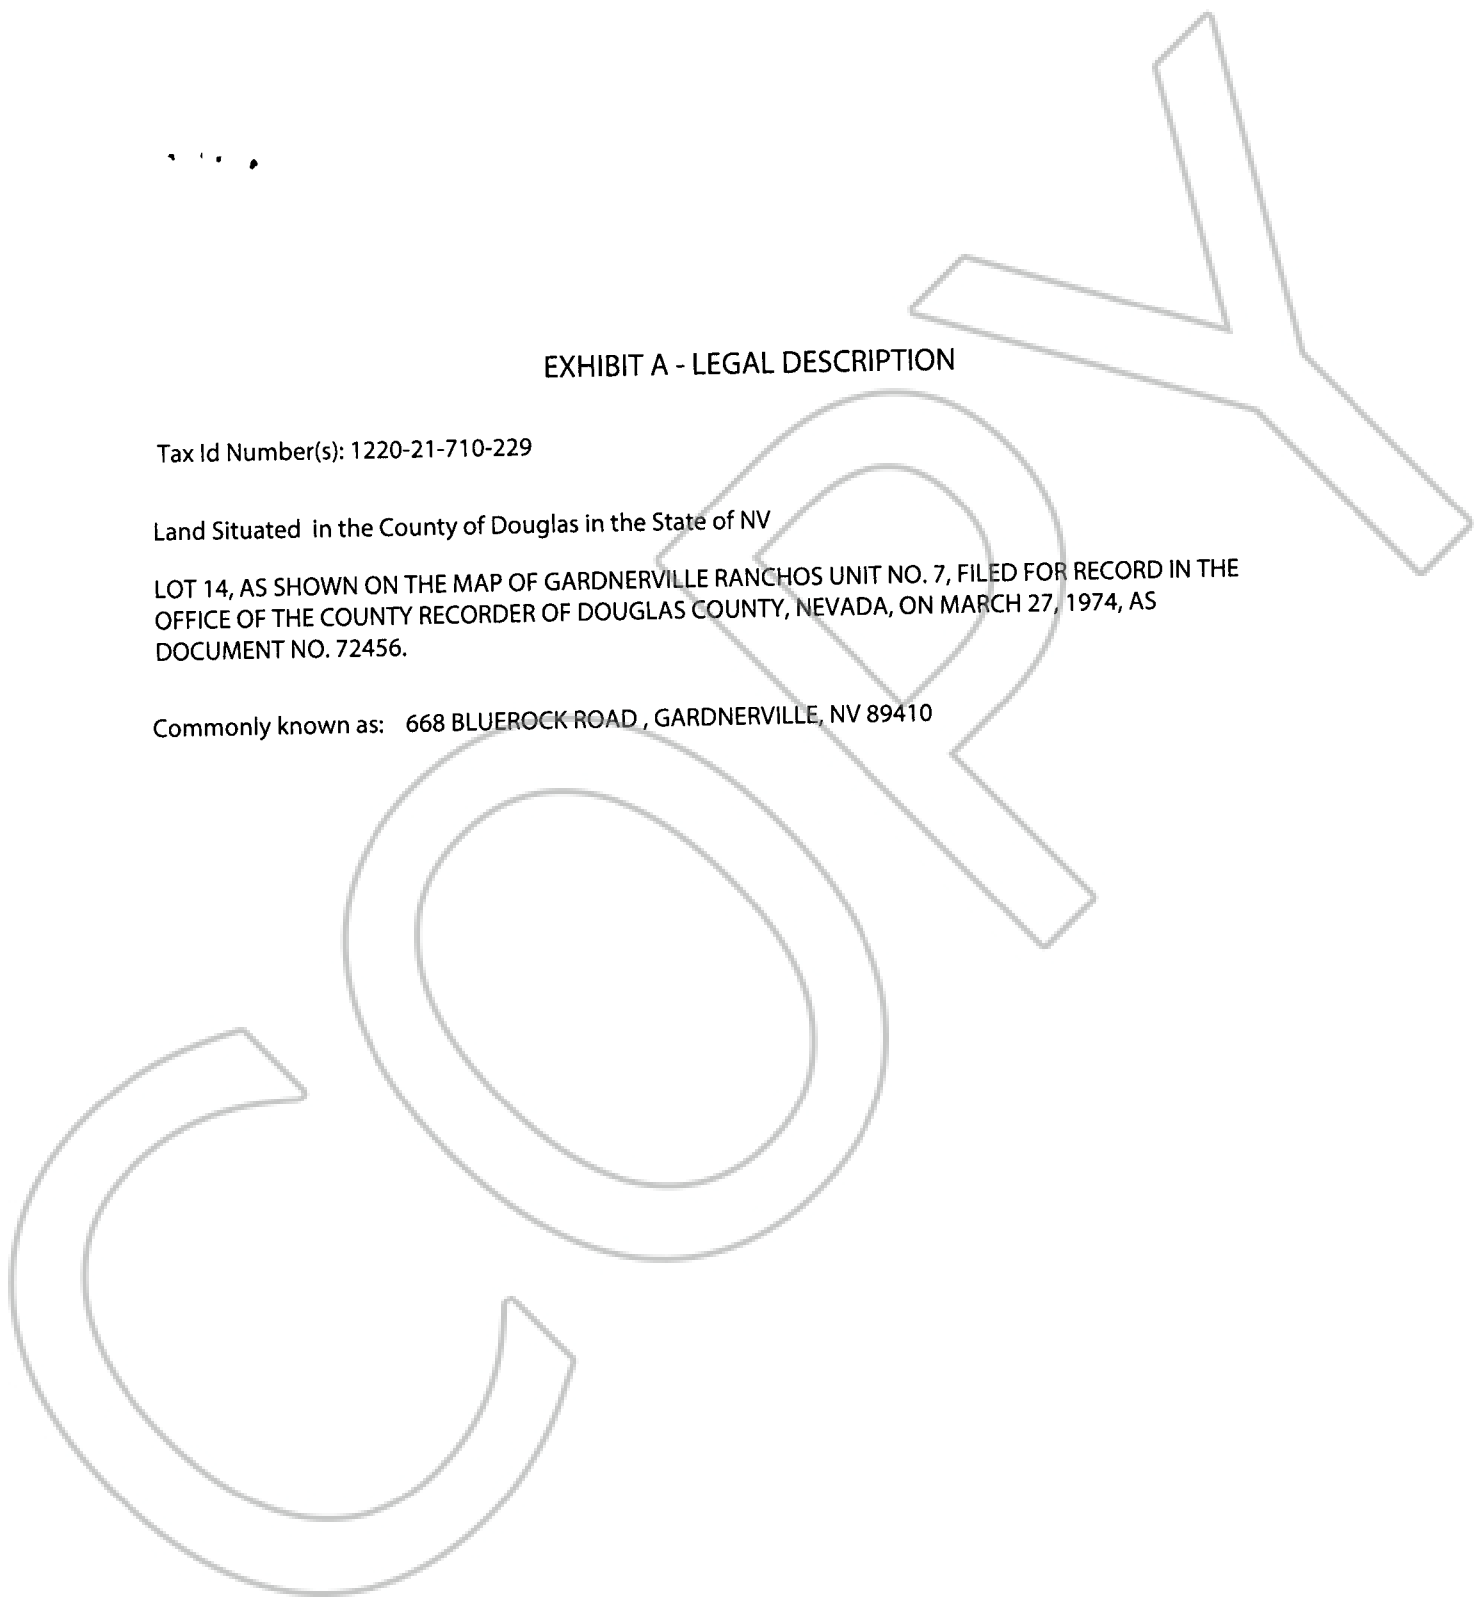 EXHIBIT A - LEGAL DESCRIPTION
Tax Id Number(s): 1220-21-710-229
Land Situated in the County of Douglas in the State of NV
LOT 14, AS SHOWN ON THE MAP OF GARDNERVILLE RANCHOS UNIT NO. 7, FILED FOR RECORD IN THE
OFFICE OF THE COUNTY RECORDER OF DOUGLAS COUNTY, NEVADA, ON MARCH 27, 1974, AS
DOCUMENT NO. 72456.
Commonly known as: 668 BLUEROCK ROAD , GARDNERVILLE, NV 89410
COPY